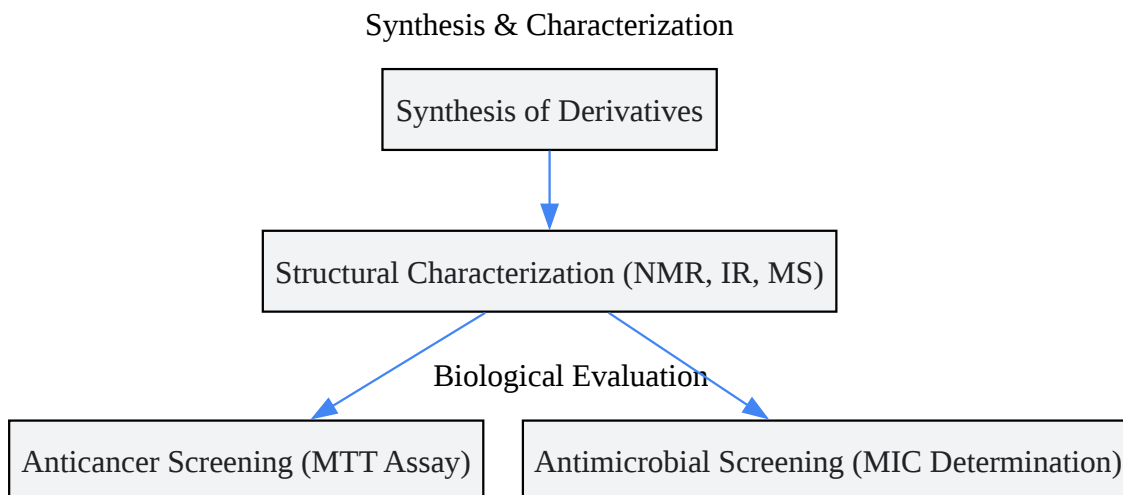 Synthesis & Characterization
Synthesis of Derivatives
Structural Characterization (NMR, IR, MS)
Biological Evaluation
Anticancer Screening (MTT Assay)
Antimicrobial Screening (MIC Determination)